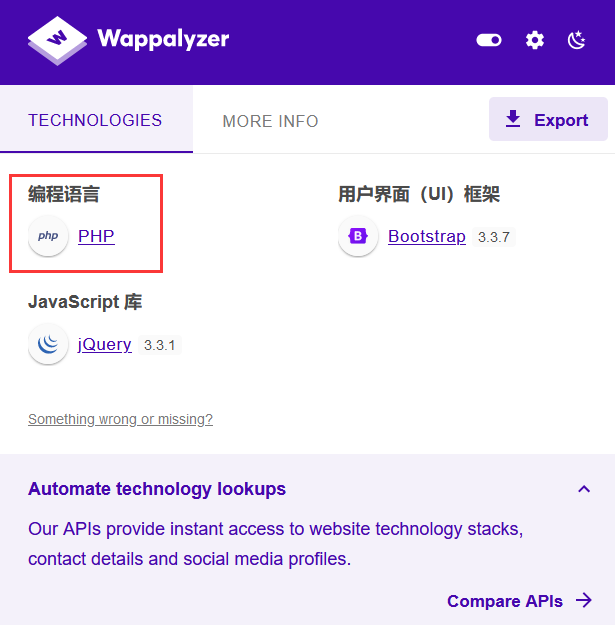 Wappalyzer
TECHNOLOGIES
MORE INFO
Export
编程语言
php
PHP
用户界面（UI）框架
B
Bootstrap 3.3.7
JavaScript 库
jQuery 3.3.1
Something wrong or missing?
Automate technology lookups
Our APIs provide instant access to website technology stacks,
contact details and social media profiles.
Compare APIs